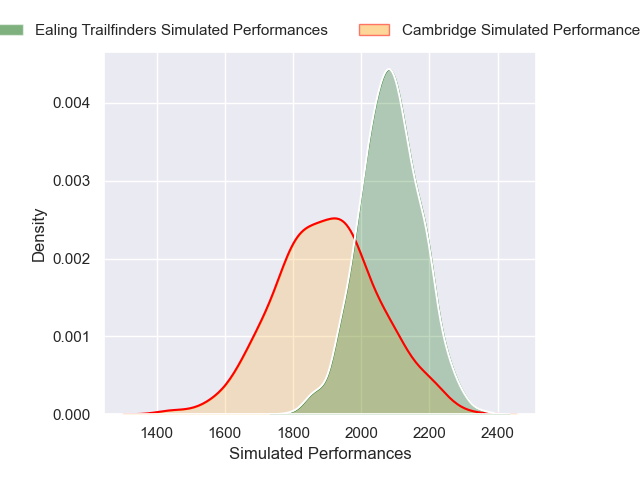 Ealing Trailfinders Simulated Performances
Cambridge Simulated Performance
0.004
0.003
0.002
0.001
0.000
Density
1400 1600 1800 2000 2200 2400
Simulated Performances